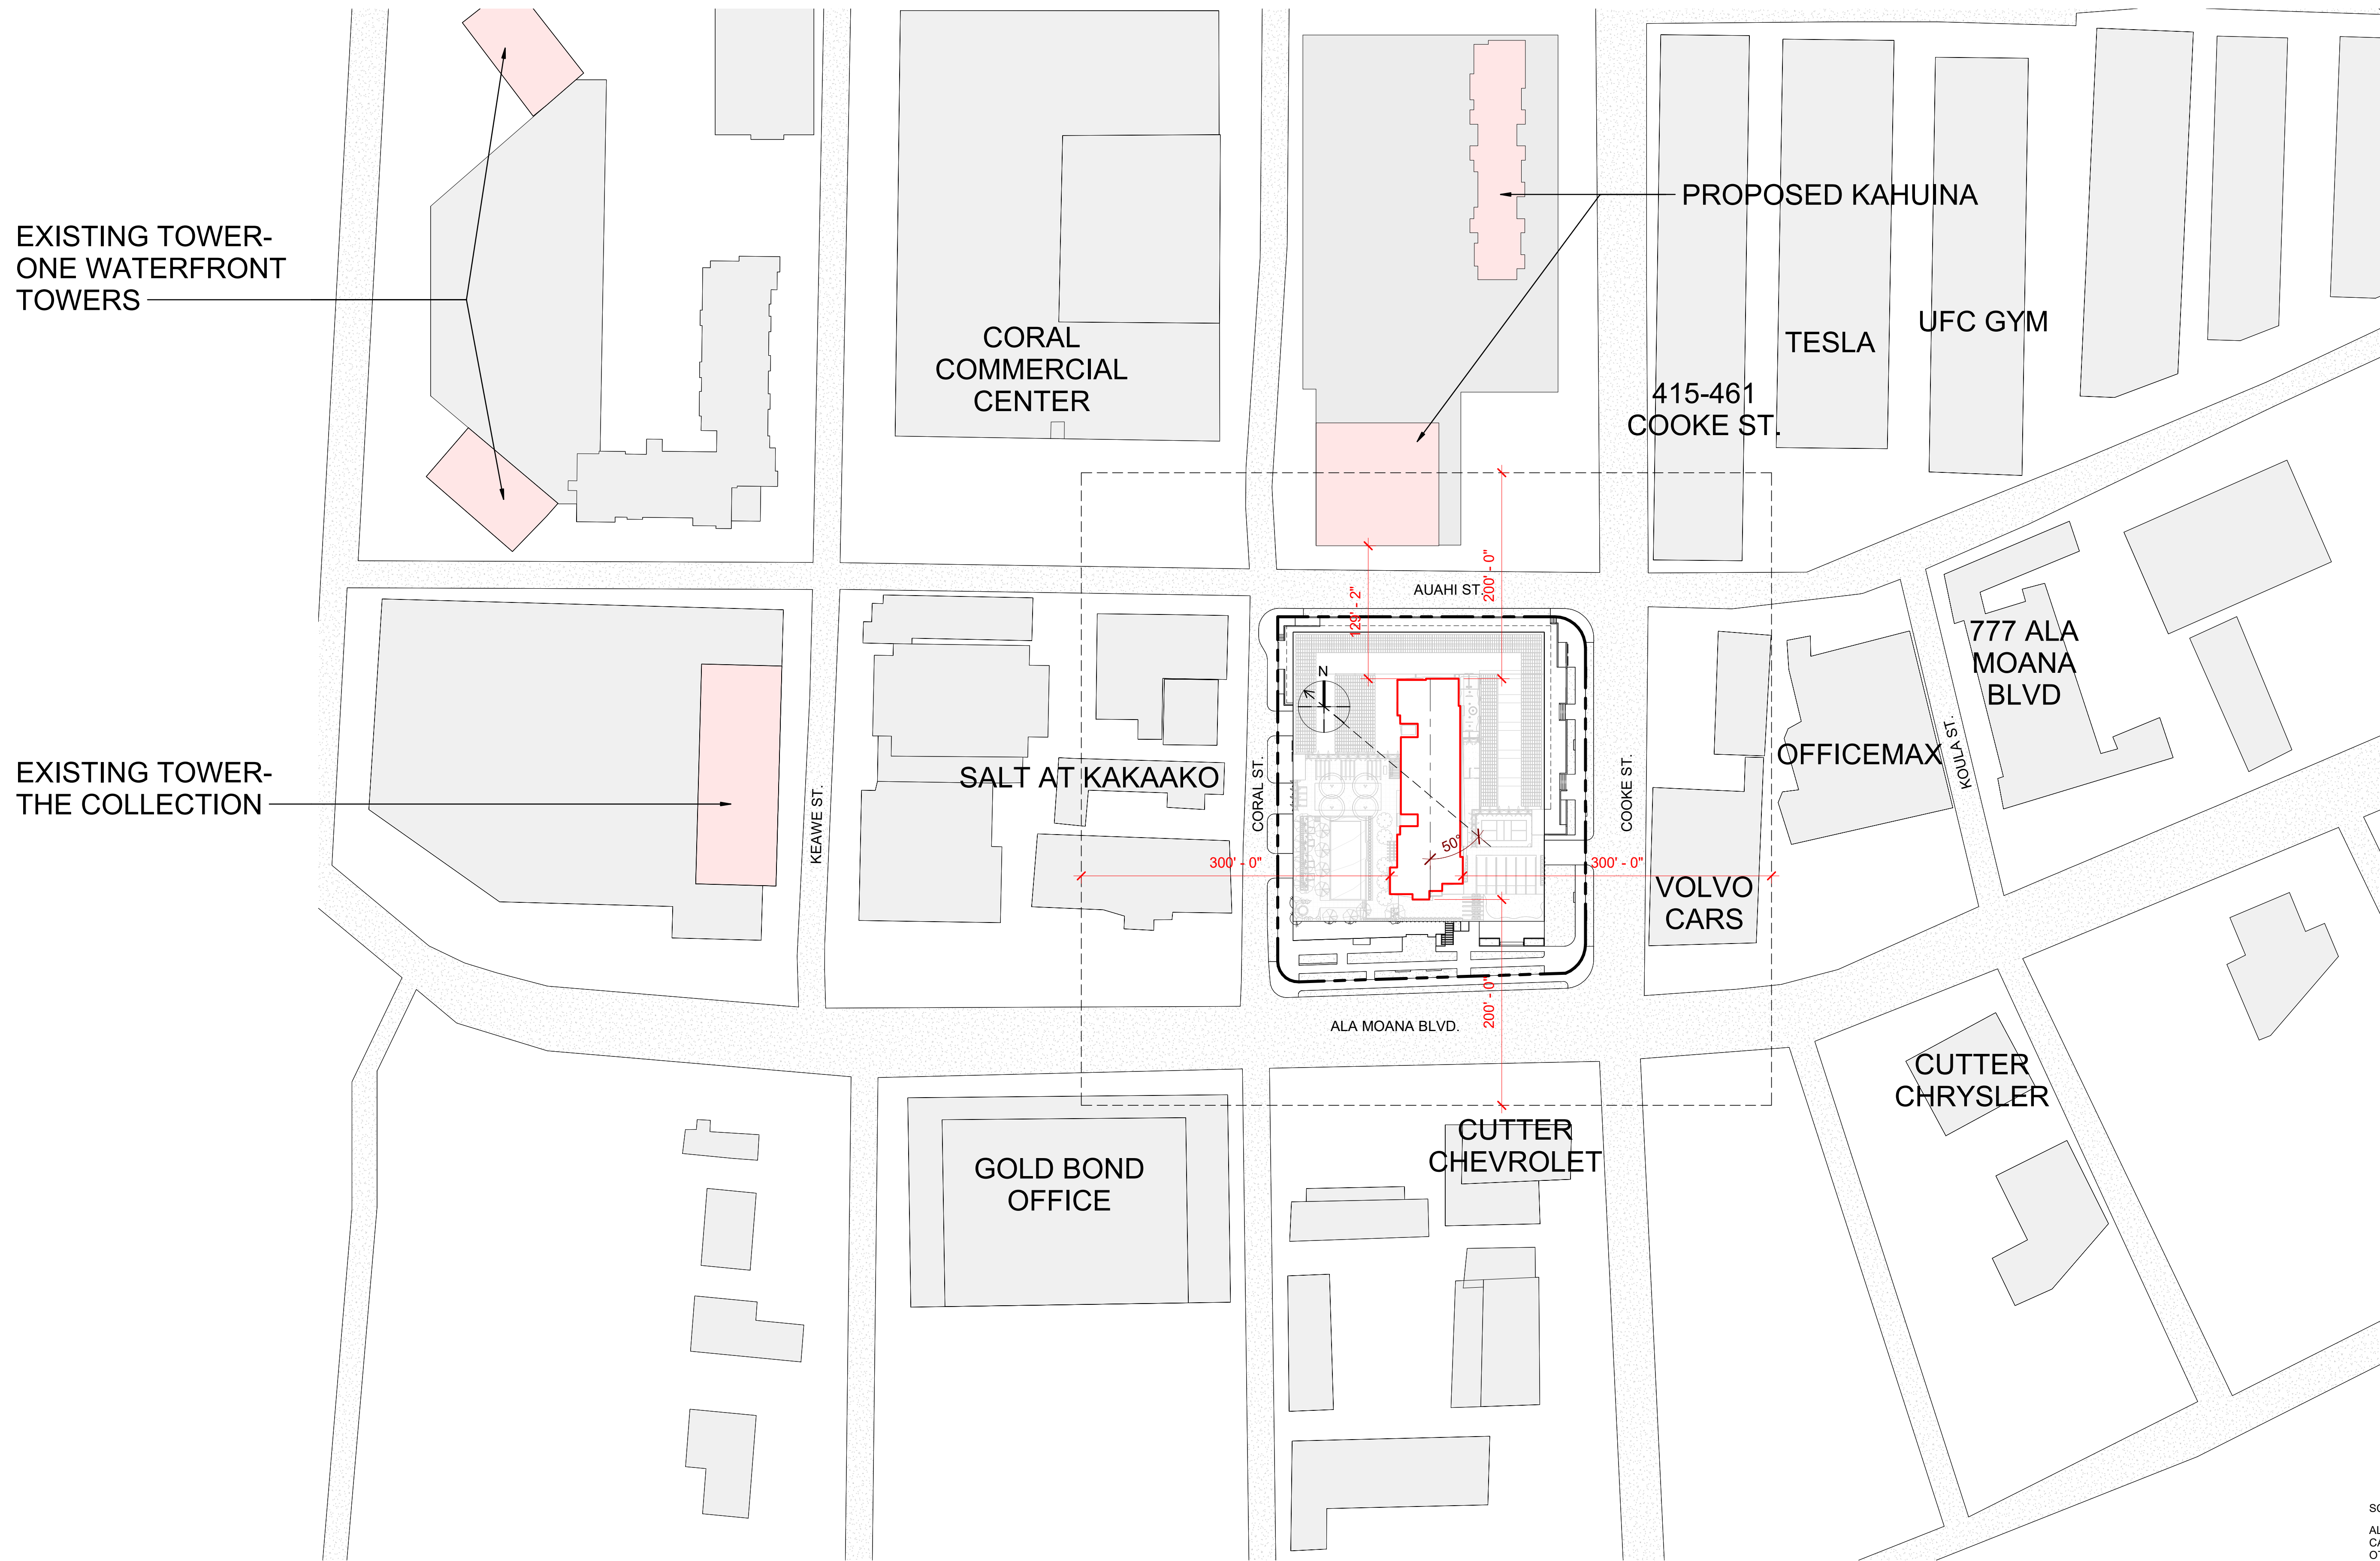 EXISTING TOWER-
ONE WATERFRONT
TOWERS
PROPOSED KAHUINA
CORAL
COMMERCIAL
CENTER
415-461
COOKE ST.
TESLA
UFC GYM
AUAHI ST.
200' - 0"
129' - 2"
N
777 ALA
MOANA
BLVD
OFFICEMAX
KOULA ST.
EXISTING TOWER-
THE COLLECTION
KEAWE ST.
SALT AT KAKAAKO
CORAL ST.
COOKE ST.
50°
300' - 0"
300' - 0"
VOLVO
CARS
200' - 0"
ALA MOANA BLVD.
GOLD BOND
OFFICE
CUTTER
CHEVROLET
CUTTER
CHRYSLER